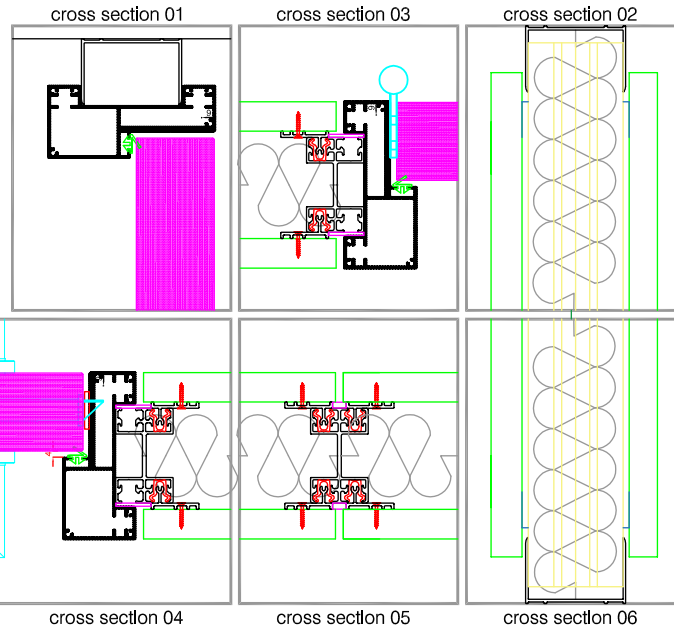 cross section 01
cross section 03
cross section 02
cross section 04
cross section 05
cross section 06